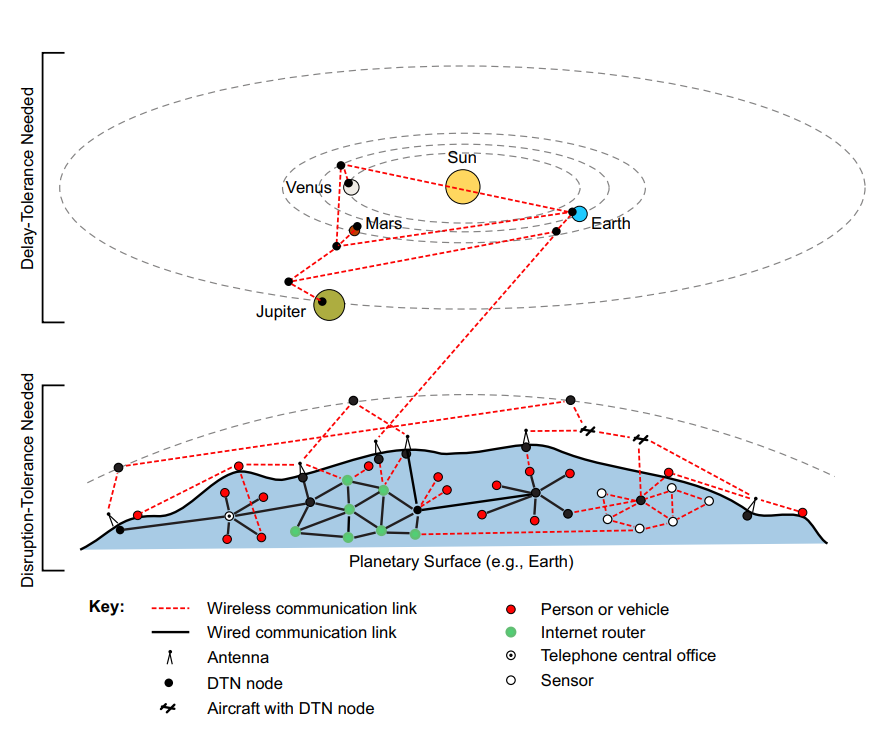 Delay-Tolerance Needed
Sun
Venus
Mars
Earth
Jupiter
Disruption-Tolerance Needed
Planetary Surface (e.g., Earth)
Key:
Wireless communication link
Wired communication link
Antenna
DTN node
Aircraft with DTN node
Person or vehicle
Internet router
Telephone central office
Sensor